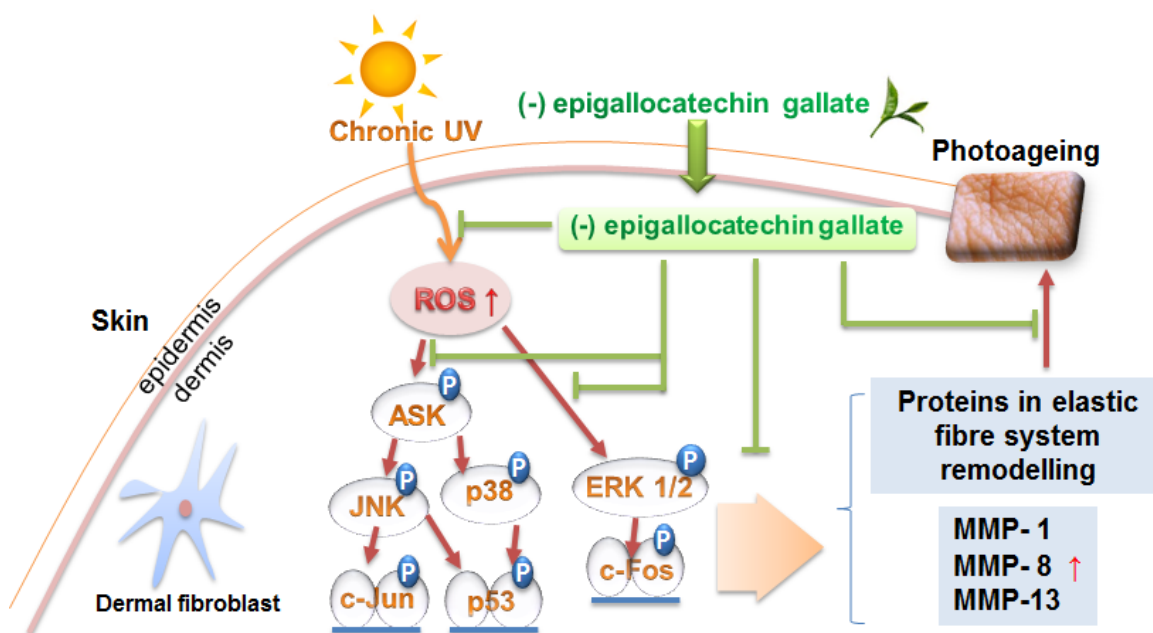 (-) epigallocatechin gallate
Chronic UV
Photoageing
(-) epigallocatechin gallate
ROS ↑
Skin
epidermis
dermis
P
ASK
P
JNK
P
p38
P
ERK 1/2
P
c-Jun
P
p53
P
c-Fos
Dermal fibroblast
Proteins in elastic
fibre system
remodelling
MMP- 1
MMP- 8 ↑
MMP-13